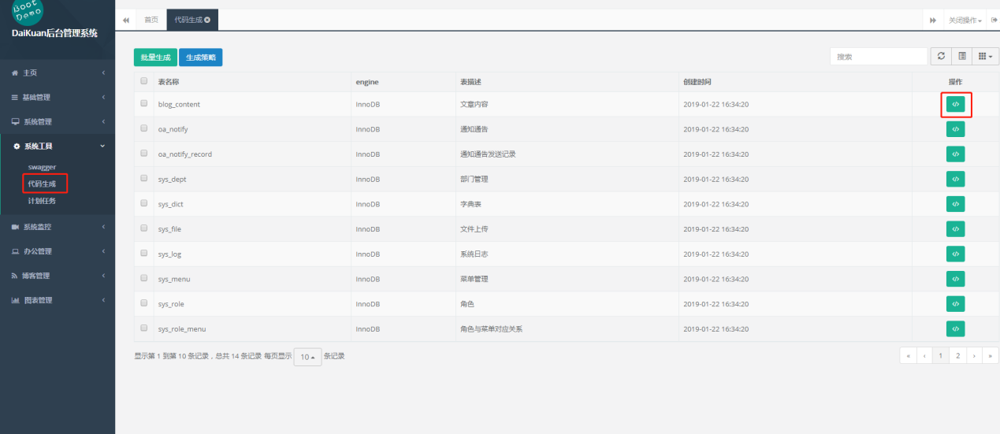 Boot
Demo
DaiKuan后台管理系统
主页
基础管理
系统管理
系统工具
swagger
代码生成
计划任务
系统监控
办公管理
博客管理
图表管理
首页 代码生成 关闭操作
批量生成 生成策略 搜索
表名称 engine 表描述 创建时间 操作
blog_content InnoDB 文章内容 2019-01-22 16:34:20 </>
oa_notify InnoDB 通知通告 2019-01-22 16:34:20 </>
oa_notify_record InnoDB 通知通告发送记录 2019-01-22 16:34:20 </>
sys_dept InnoDB 部门管理 2019-01-22 16:34:20 </>
sys_dict InnoDB 字典表 2019-01-22 16:34:20 </>
sys_file InnoDB 文件上传 2019-01-22 16:34:20 </>
sys_log InnoDB 系统日志 2019-01-22 16:34:20 </>
sys_menu InnoDB 菜单管理 2019-01-22 16:34:20 </>
sys_role InnoDB 角色 2019-01-22 16:34:20 </>
sys_role_menu InnoDB 角色与菜单对应关系 2019-01-22 16:34:20 </>
显示第 1 到第 10 条记录，总共 14 条记录 每页显示 10 条记录 « ‹ 1 2 › »